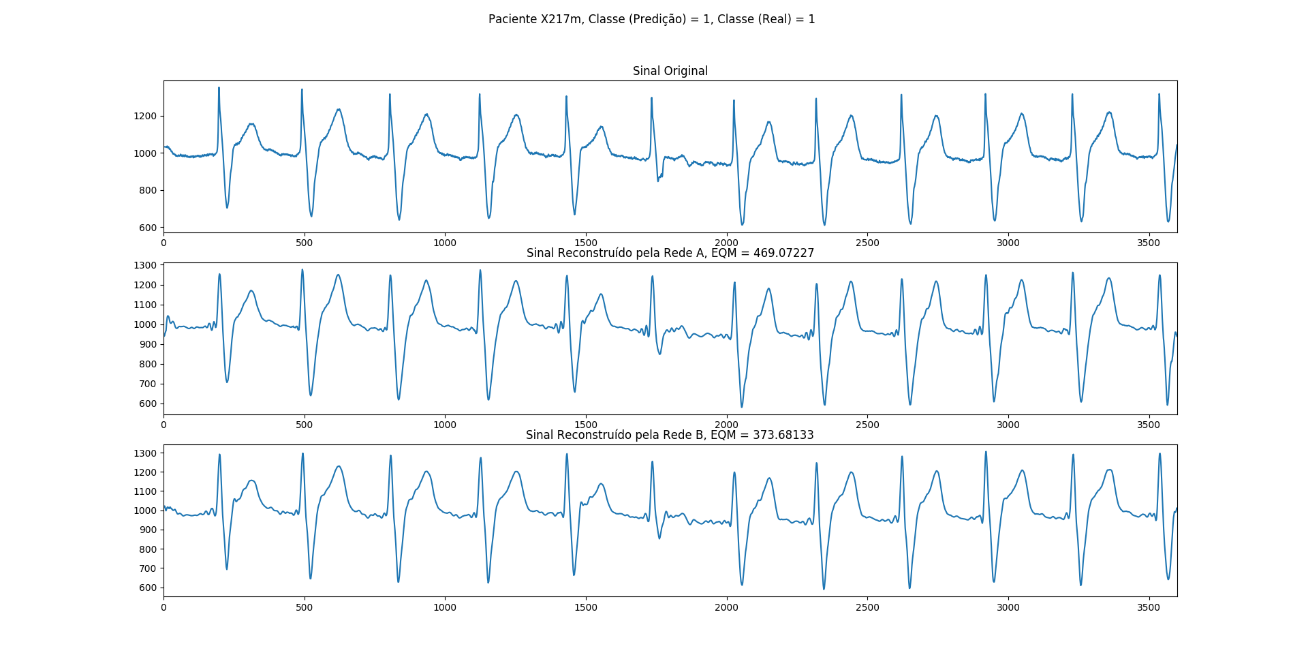 Paciente X217m, Classe (Predição) = 1, Classe (Real) = 1
Sinal Original
1200
1000
800
600
0 500 1000 1500 2000 2500 3000 3500
Sinal Reconstruído pela Rede A, EQM = 469.07227
1300
1200
1100
1000
900
800
700
600
0 500 1000 1500 2000 2500 3000 3500
Sinal Reconstruído pela Rede B, EQM = 373.68133
1300
1200
1100
1000
900
800
700
600
0 500 1000 1500 2000 2500 3000 3500